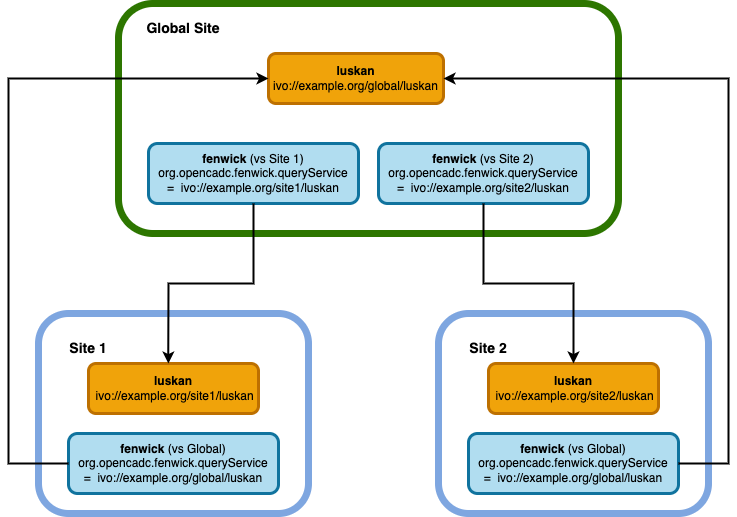 Global Site
luskan
ivo://example.org/global/luskan
fenwick (vs Site 1)
org.opencadc.fenwick.queryService
= ivo://example.org/site1/luskan
fenwick (vs Site 2)
org.opencadc.fenwick.queryService
= ivo://example.org/site2/luskan
Site 1
luskan
ivo://example.org/site1/luskan
fenwick (vs Global)
org.opencadc.fenwick.queryService
= ivo://example.org/global/luskan
Site 2
luskan
ivo://example.org/site2/luskan
fenwick (vs Global)
org.opencadc.fenwick.queryService
= ivo://example.org/global/luskan